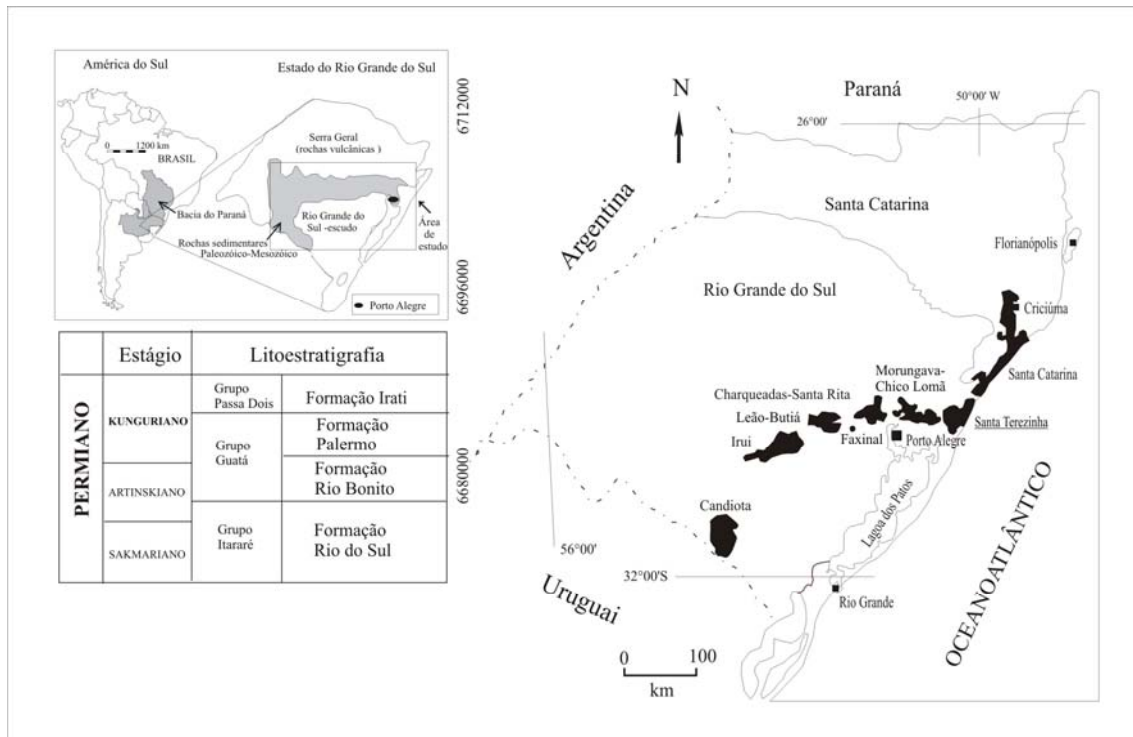 América do Sul
Estado do Rio Grande do Sul
6712000
Serra Geral
(rochas vulcânicas )
0 1200 km
BRASIL
Bacia do Paraná
Rio Grande do
Sul -escudo
Rochas sedimentares
Paleozóico-Mesozóico
Área
de
estudo
Porto Alegre
6696000
Estágio
Litoestratigrafia
PERMIANO
KUNGURIANO
Grupo
Passa Dois
Formação Irati
Grupo
Guatá
Formação
Palermo
ARTINSKIANO
Formação
Rio Bonito
SAKMARIANO
Grupo
Itararé
Formação
Rio do Sul
6680000
N
Paraná
50°00' W
26°00'
Argentina
Santa Catarina
Florianópolis
Rio Grande do Sul
Criciúma
Santa Catarina
Morungava-
Chico Lomã
Charqueadas-Santa Rita
Leão-Butiá
Irui
Faxinal
Porto Alegre
Santa Terezinha
Candiota
Lagoa dos Patos
56°00'
32°00'S
Uruguai
Rio Grande
OCEANOATLÂNTICO
0 100
km